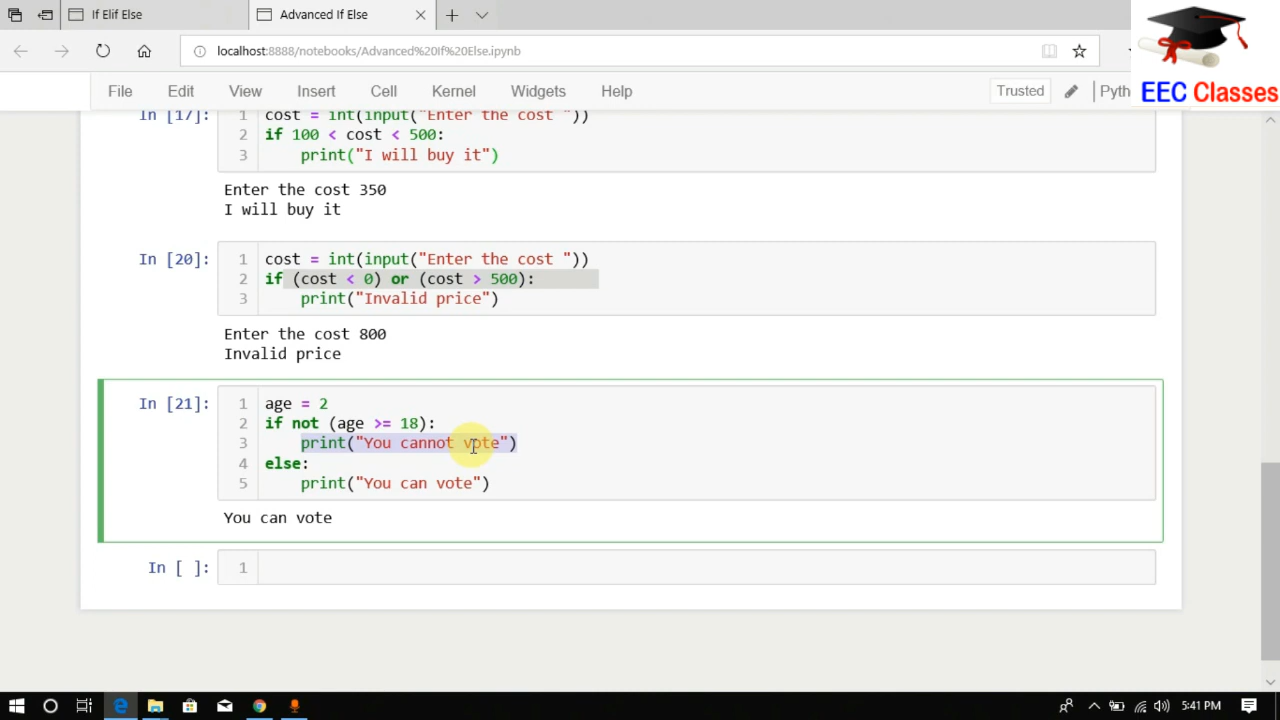 If Elif Else
Advanced If Else
localhost:8888/notebooks/Advanced%20If%20Else.ipynb
EEC Classes
File Edit View Insert Cell Kernel Widgets Help Trusted Pyth
In [17]: 1 cost = int(input("Enter the cost "))
2 if 100 < cost < 500:
3 print("I will buy it")
Enter the cost 350
I will buy it
In [20]: 1 cost = int(input("Enter the cost "))
2 if (cost < 0) or (cost > 500):
3 print("Invalid price")
Enter the cost 800
Invalid price
In [21]: 1 age = 2
2 if not (age >= 18):
3 print("You cannot vote")
4 else:
5 print("You can vote")
You can vote
In [ ]: 1
5:41 PM